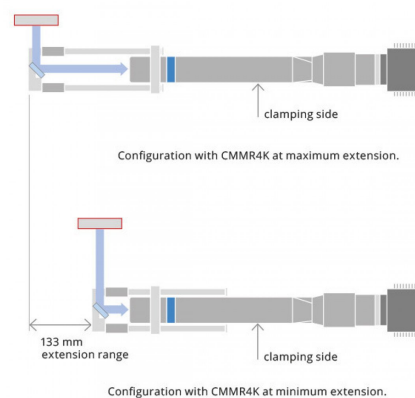 clamping side
Configuration with CMMR4K at maximum extension.
133 mm
extension range
clamping side
Configuration with CMMR4K at minimum extension.